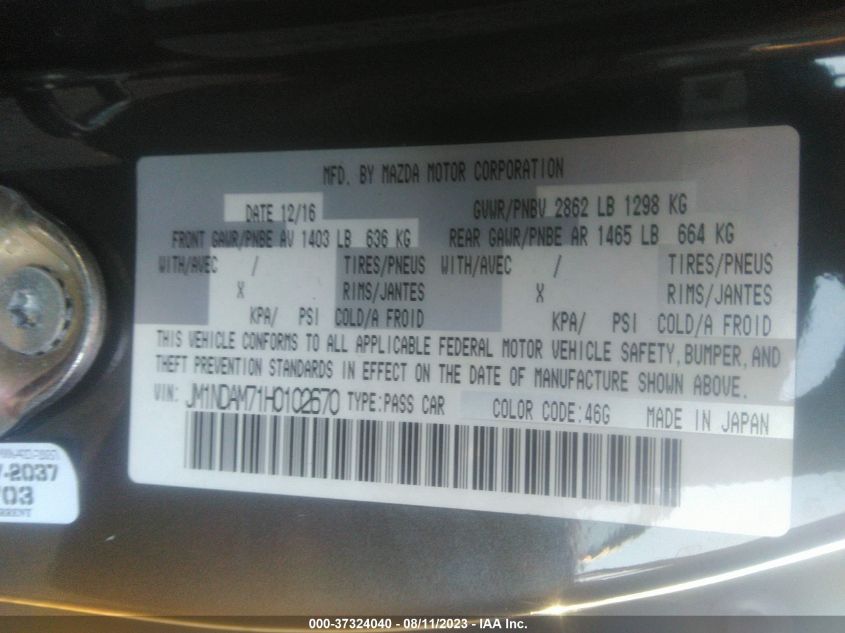 MFD. BY MAZDA MOTOR CORPORATION
DATE 12/16 GVWR/PNBV 2862 LB 1298 KG
FRONT GAWR/PNBE AV 1403 LB 636 KG REAR GAWR/PNBE AR 1465 LB 664 KG
WITH/AVEC / TIRES/PNEUS WITH/AVEC / TIRES/PNEUS
X RIMS/JANTES X RIMS/JANTES
KPA/ PSI COLD/A FROID KPA/ PSI COLD/A FROID
THIS VEHICLE CONFORMS TO ALL APPLICABLE FEDERAL MOTOR VEHICLE SAFETY, BUMPER, AND
THEFT PREVENTION STANDARDS IN EFFECT ON THE DATE OF MANUFACTURE SHOWN ABOVE.
VIN: JM1NDAM71H0102670 TYPE:PASS CAR COLOR CODE:46G MADE IN JAPAN
-2037
03
000-37324040 - 08/11/2023 - IAA Inc.